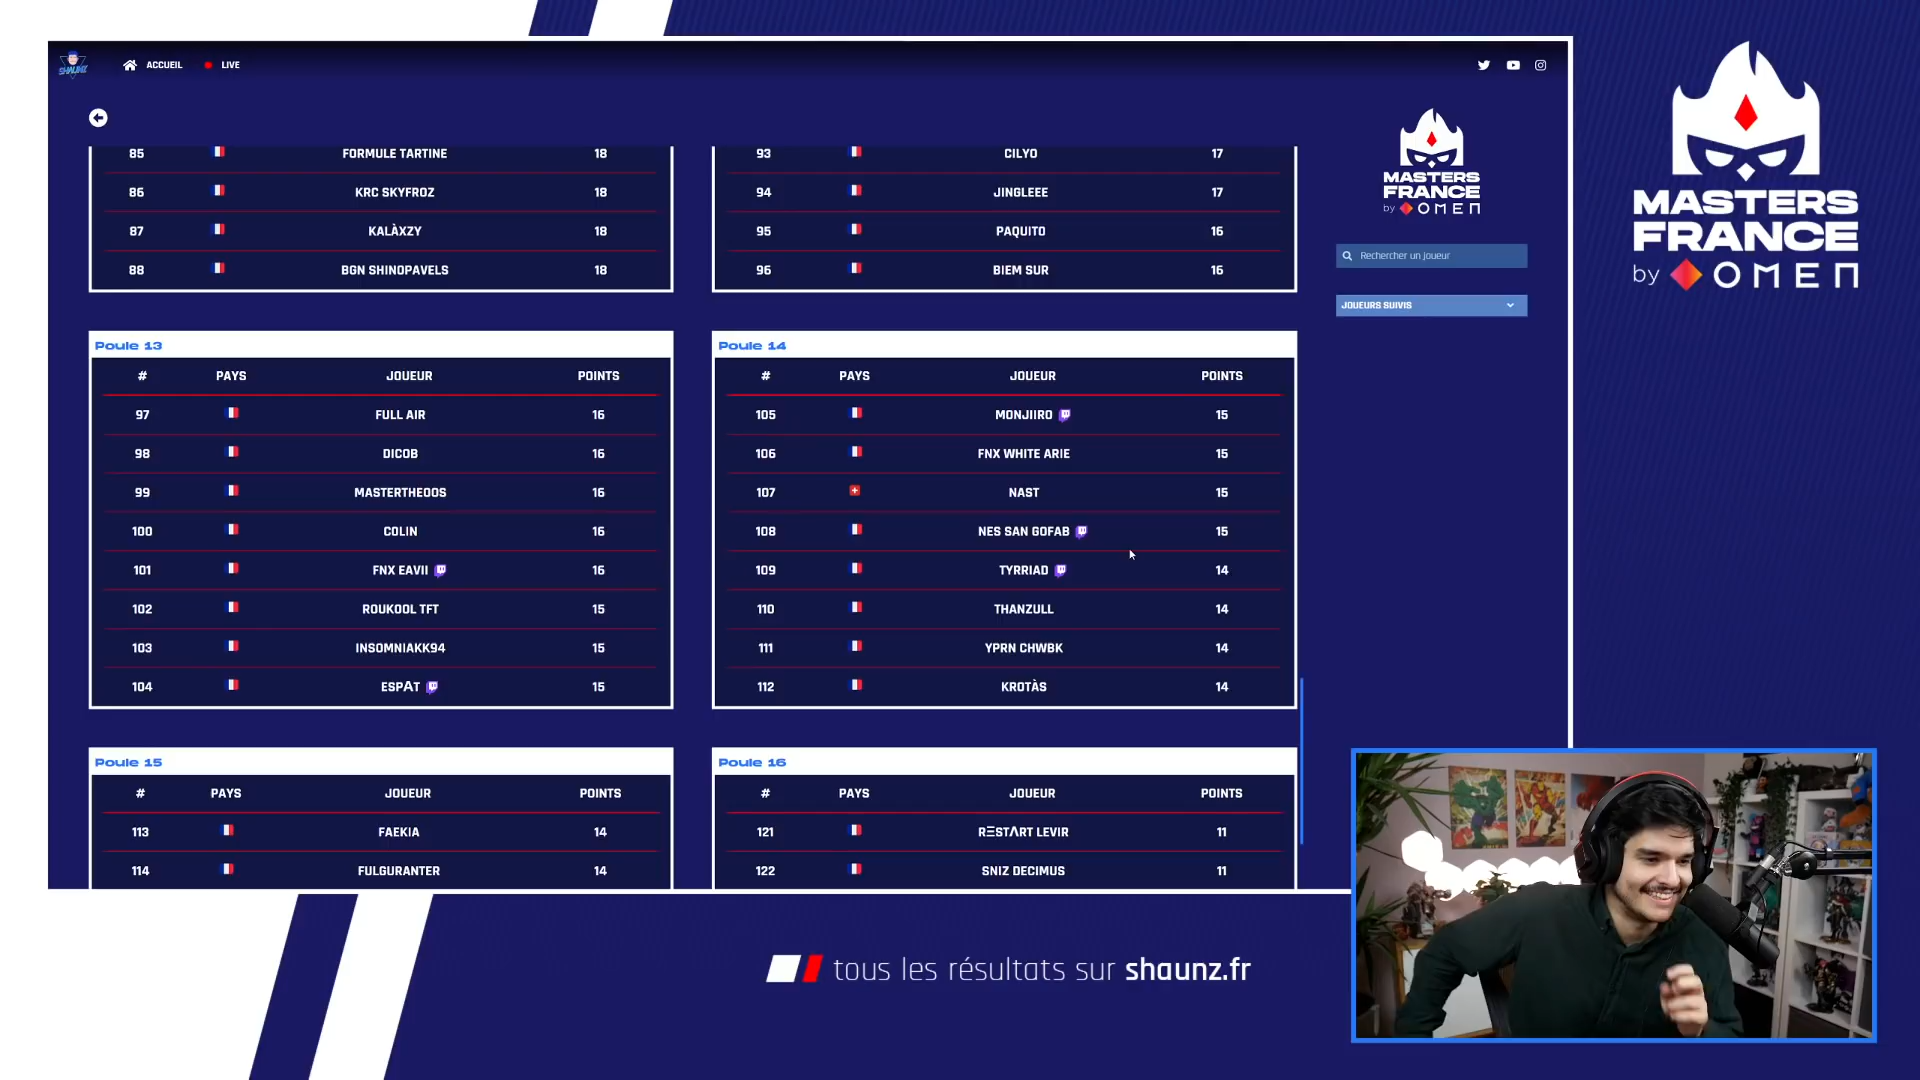 SHAUNZ
ACCUEIL LIVE
85 FORMULE TARTINE 18
86 KRC SKYFROZ 18
87 KALÀXZY 18
88 BGN SHINOPAVELS 18
93 CILYO 17
94 JINGLEEE 17
95 PAQUITO 16
96 BIEM SUR 16
Poule 13
# PAYS JOUEUR POINTS
97 FULL AIR 16
98 DICOB 16
99 MASTERTHEOOS 16
100 COLIN 16
101 FNX EAVII 16
102 ROUKOOL TFT 15
103 INSOMNIAKK94 15
104 ESPΛT 15
Poule 14
# PAYS JOUEUR POINTS
105 MONJIIRO 15
106 FNX WHITE ARIE 15
107 NAST 15
108 NES SAN GOFAB 15
109 TYRRIAD 14
110 THANZULL 14
111 YPRN CHWBK 14
112 KROTÀS 14
Poule 15
# PAYS JOUEUR POINTS
113 FAEKIA 14
114 FULGURANTER 14
Poule 16
# PAYS JOUEUR POINTS
121 RΞSTΛRT LEVIR 11
122 SNIZ DECIMUS 11
MASTERS
FRANCE
by OMEN
Rechercher un joueur
JOUEURS SUIVIS
MASTERS
FRANCE
by OMEN
tous les résultats sur shaunz.fr